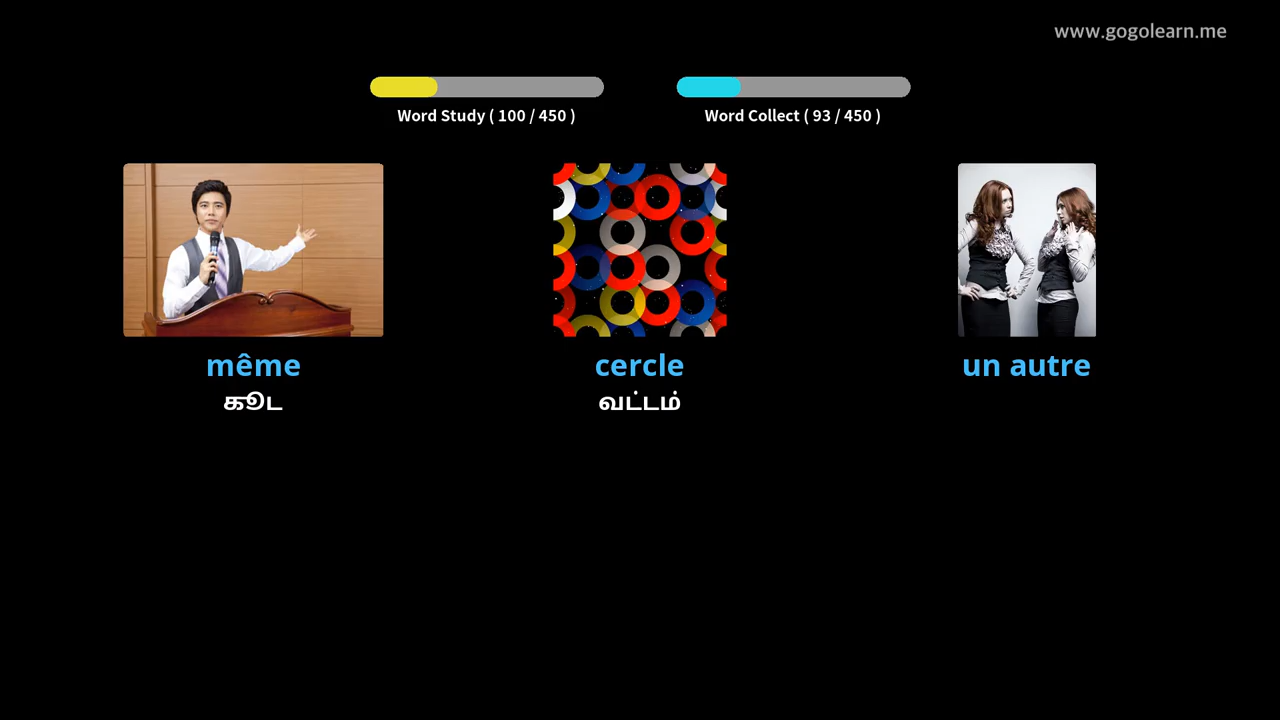 www.gogolearn.me
Word Study ( 100 / 450 )
Word Collect ( 93 / 450 )
même
cercle
un autre
கூட
வட்டம்